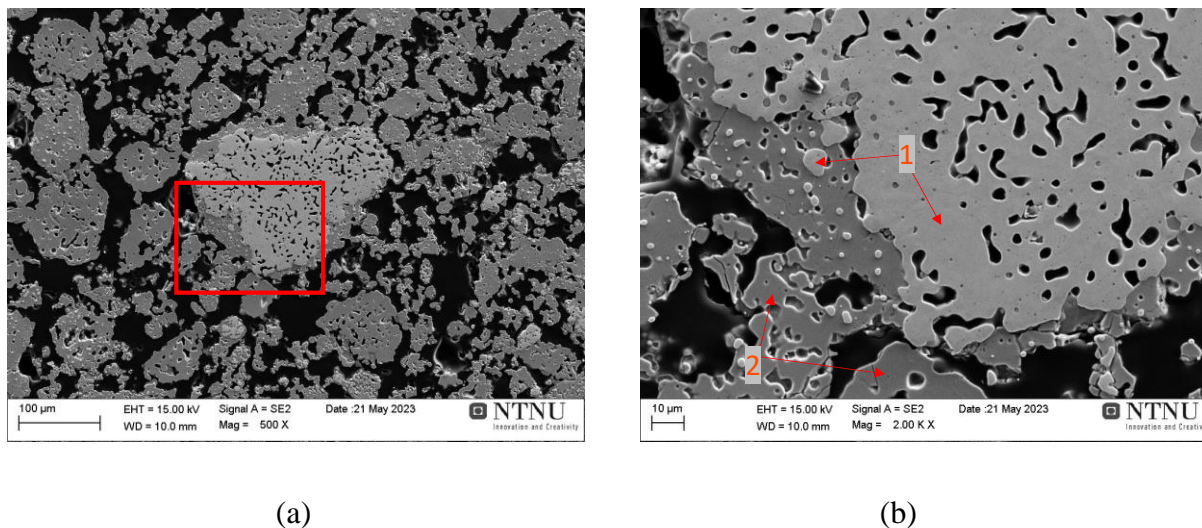 1
2
100 µm
EHT = 15.00 kV
Signal A = SE2
Date :21 May 2023
WD = 10.0 mm
Mag = 500 X
NTNU
Innovation and Creativity
10 µm
EHT = 15.00 kV
Signal A = SE2
Date :21 May 2023
WD = 10.0 mm
Mag = 2.00 K X
NTNU
Innovation and Creativ
(a)
(b)